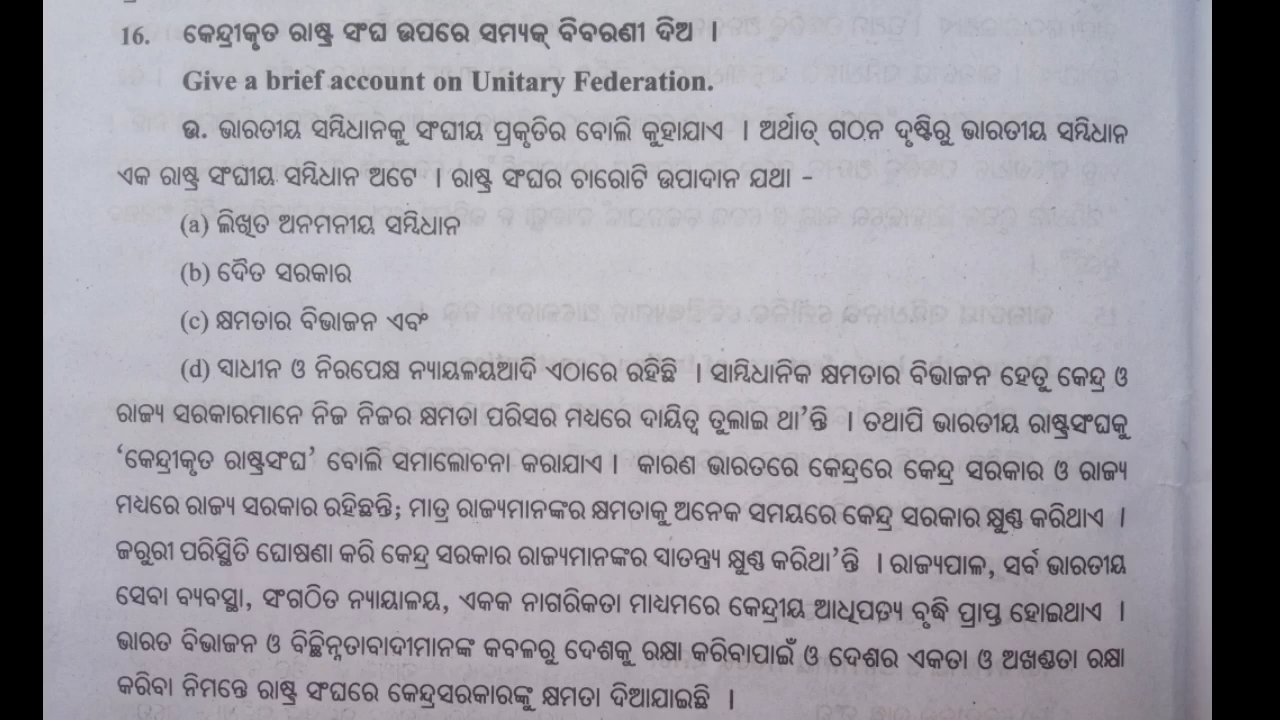 16. କେନ୍ଦ୍ରୀକୃତ ରାଷ୍ଟ୍ର ସଂଘ ଉପରେ ସମ୍ୟକ୍ ବିବରଣୀ ଦିଅ ।
Give a brief account on Unitary Federation.
ଉ. ଭାରତୀୟ ସମ୍ବିଧାନକୁ ସଂଘୀୟ ପ୍ରକୃତିର ବୋଲି କୁହାଯାଏ । ଅର୍ଥାତ୍ ଗଠନ ଦୃଷ୍ଟିରୁ ଭାରତୀୟ ସମ୍ବିଧାନ
ଏକ ରାଷ୍ଟ୍ର ସଂଘୀୟ ସମ୍ବିଧାନ ଅଟେ । ରାଷ୍ଟ୍ର ସଂଘର ଚାରୋଟି ଉପାଦାନ ଯଥା -
(a) ଲିଖିତ ଅନମନୀୟ ସମ୍ବିଧାନ
(b) ଦୈତ ସରକାର
(c) କ୍ଷମତାର ବିଭାଜନ ଏବଂ
(d) ସାଧୀନ ଓ ନିରପେକ୍ଷ ନ୍ୟାୟଳୟଆଦି ଏଠାରେ ରହିଛି । ସାମ୍ବିଧାନିକ କ୍ଷମତାର ବିଭାଜନ ହେତୁ କେନ୍ଦ୍ର ଓ
ରାଜ୍ୟ ସରକାରମାନେ ନିଜ ନିଜର କ୍ଷମତା ପରିସର ମଧ୍ୟରେ ଦାୟିତ୍ୱ ତୁଲାଇ ଥା’ନ୍ତି । ତଥାପି ଭାରତୀୟ ରାଷ୍ଟ୍ରସଂଘକୁ
‘କେନ୍ଦ୍ରୀକୃତ ରାଷ୍ଟ୍ରସଂଘ’ ବୋଲି ସମାଲୋଚନା କରାଯାଏ । କାରଣ ଭାରତରେ କେନ୍ଦ୍ରରେ କେନ୍ଦ୍ର ସରକାର ଓ ରାଜ୍ୟ
ମଧ୍ୟରେ ରାଜ୍ୟ ସରକାର ରହିଛନ୍ତି; ମାତ୍ର ରାଜ୍ୟମାନଙ୍କର କ୍ଷମତାକୁ ଅନେକ ସମୟରେ କେନ୍ଦ୍ର ସରକାର କ୍ଷୁଣ୍ଣ କରିଥାଏ ।
ଜରୁରୀ ପରିସ୍ଥିତି ଘୋଷଣା କରି କେନ୍ଦ୍ର ସରକାର ରାଜ୍ୟମାନଙ୍କର ସାତନ୍ତ୍ର୍ୟ କ୍ଷୁଣ୍ଣ କରିଥା’ନ୍ତି । ରାଜ୍ୟପାଳ, ସର୍ବ ଭାରତୀୟ
ସେବା ବ୍ୟବସ୍ଥା, ସଂଗଠିତ ନ୍ୟାୟାଳୟ, ଏକକ ନାଗରିକତା ମାଧ୍ୟମରେ କେନ୍ଦ୍ରୀୟ ଆଧିପତ୍ୟ ବୃଦ୍ଧି ପ୍ରାପ୍ତ ହୋଇଥାଏ ।
ଭାରତ ବିଭାଜନ ଓ ବିଚ୍ଛିନ୍ନତାବାଦୀମାନଙ୍କ କବଳରୁ ଦେଶକୁ ରକ୍ଷା କରିବାପାଇଁ ଓ ଦେଶର ଏକତା ଓ ଅଖଣ୍ଡତା ରକ୍ଷା
କରିବା ନିମନ୍ତେ ରାଷ୍ଟ୍ର ସଂଘରେ କେନ୍ଦ୍ରସରକାରଙ୍କୁ କ୍ଷମତା ଦିଆଯାଇଛି ।